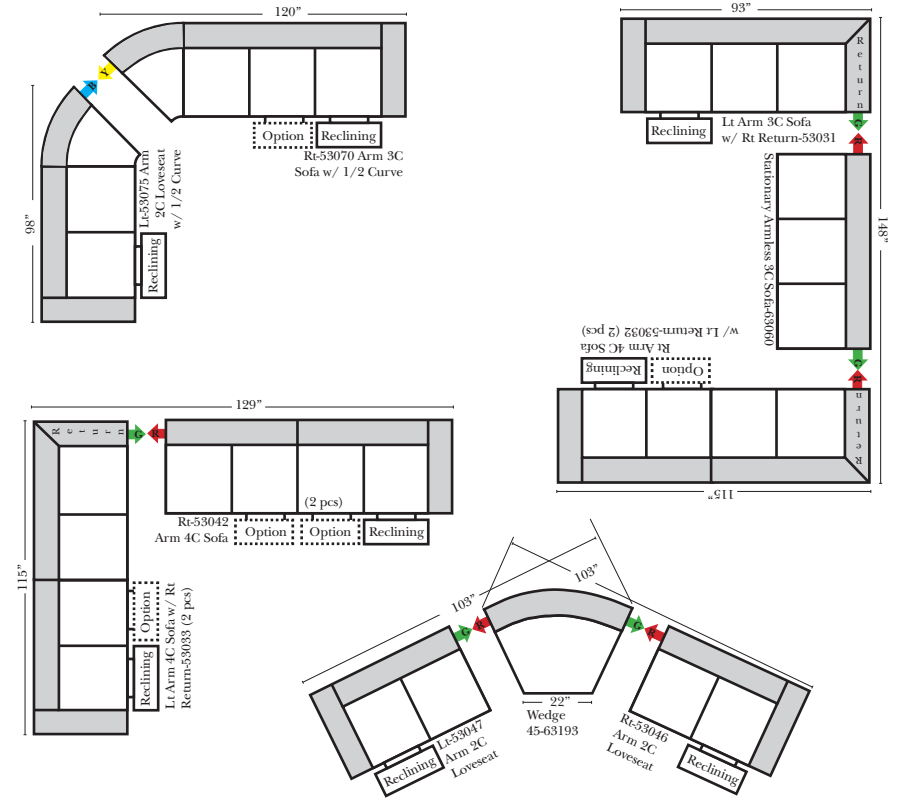 120”
B
Y
Option
Reclining
Rt-53070 Arm 3C
Sofa w/ 1/2 Curve
98”
Lt-53075 Arm
2C Loveseat
w/ 1/2 Curve
Reclining
93”
Return
G
R
Reclining
Lt Arm 3C Sofa
w/ Rt Return-53031
Stationary Armless 3C Sofa-63060
148”
G
R
Rt Arm 4C Sofa
w/ Lt Return-53032 (2 pcs)
Reclining
Option
Return
115”
129”
Return
G
R
(2 pcs)
Rt-53042
Arm 4C Sofa
Option
Option
Reclining
115”
Option
Reclining
Lt Arm 4C Sofa w/ Rt
Return-53033 (2 pcs)
103”
103”
G
R
G
R
22”
Wedge
45-63193
Lt-53047
Arm 2C
Loveseat
Reclining
Rt-53046
Arm 2C
Loveseat
Reclining